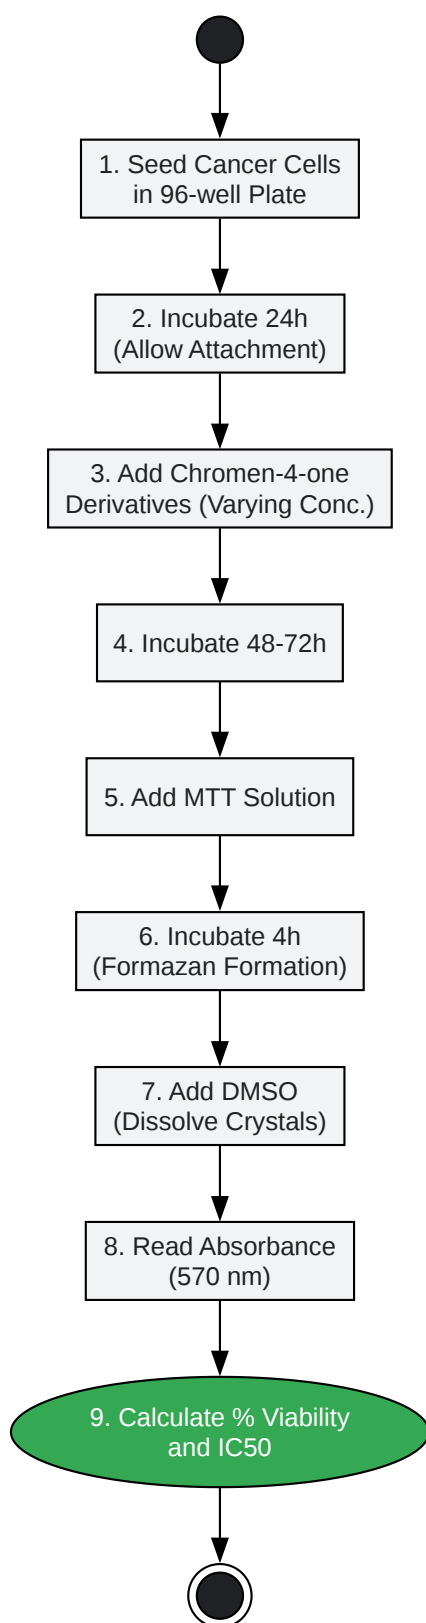 1. Seed Cancer Cells
in 96-well Plate
2. Incubate 24h
(Allow Attachment)
3. Add Chromen-4-one
Derivatives (Varying Conc.)
4. Incubate 48-72h
5. Add MTT Solution
6. Incubate 4h
(Formazan Formation)
7. Add DMSO
(Dissolve Crystals)
8. Read Absorbance
(570 nm)
9. Calculate % Viability
and IC50